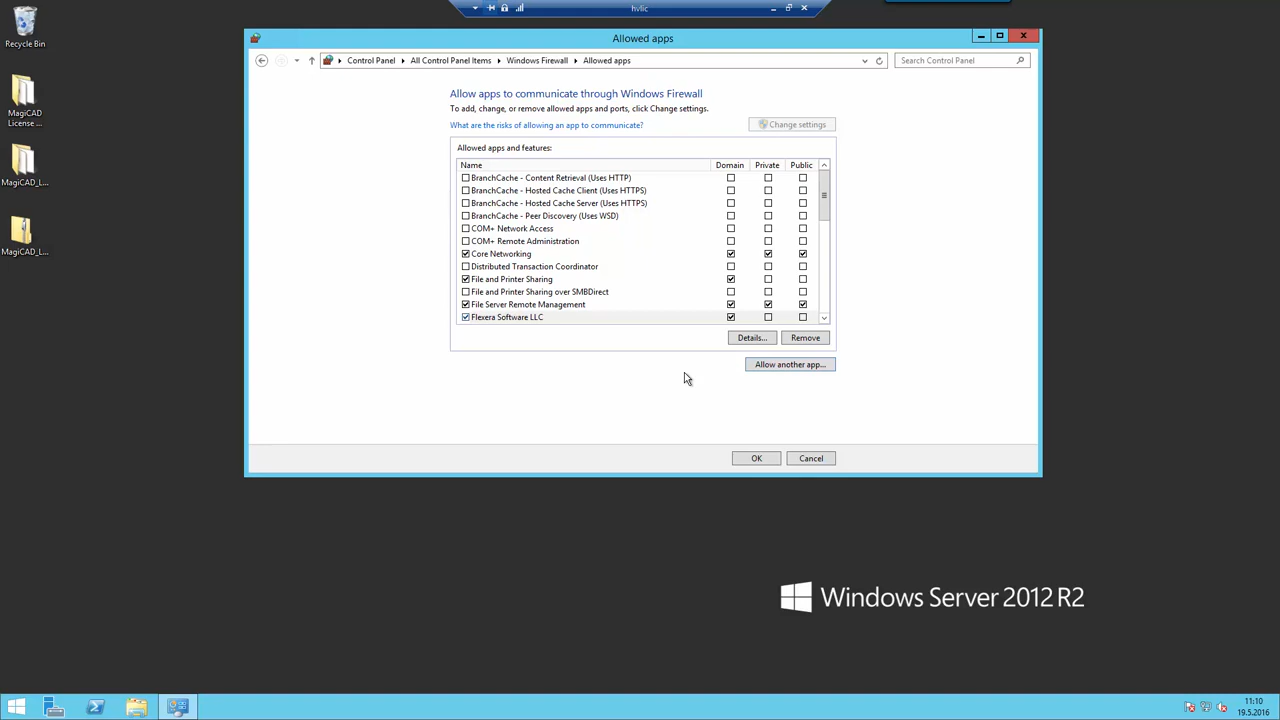 hvlic
Recycle Bin
MagiCAD
License ...
MagiCAD_L...
MagiCAD_L...
Allowed apps
Control Panel
All Control Panel Items
Windows Firewall
Allowed apps
Search Control Panel
Allow apps to communicate through Windows Firewall
To add, change, or remove allowed apps and ports, click Change settings.
What are the risks of allowing an app to communicate?
Change settings
Allowed apps and features:
Name Domain Private Public
BranchCache - Content Retrieval (Uses HTTP)
BranchCache - Hosted Cache Client (Uses HTTPS)
BranchCache - Hosted Cache Server (Uses HTTPS)
BranchCache - Peer Discovery (Uses WSD)
COM+ Network Access
COM+ Remote Administration
Core Networking
Distributed Transaction Coordinator
File and Printer Sharing
File and Printer Sharing over SMBDirect
File Server Remote Management
Flexera Software LLC
Details... Remove
Allow another app...
OK Cancel
Windows Server 2012 R2
11:10
19.5.2016